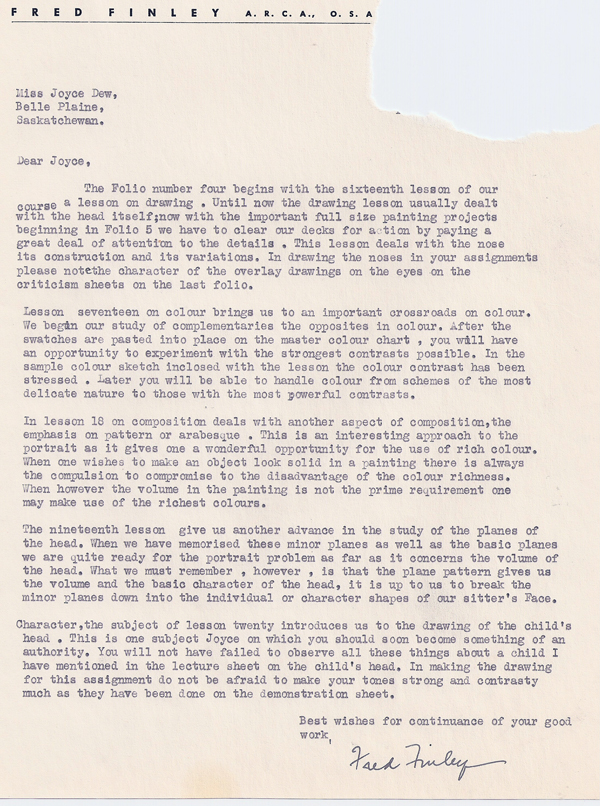 FRED FINLEY A.R.C.A., O.S.A
Miss Joyce Dew,
Belle Plaine,
Saskatchewan.
Dear Joyce,
The Folio number four begins with the sixteenth lesson of our
course a lesson on drawing . Until now the drawing lesson usually dealt
with the head itself;now with the important full size painting projects
beginning in Folio 5 we have to clear our decks for action by paying a
great deal of attention to the details . This lesson deals with the nose
its construction and its variations. In drawing the noses in your assignments
please notethe character of the overlay drawings on the eyes on the
criticism sheets on the last folio.
Lesson seventeen on colour brings us to an important crossroads on colour.
We begin our study of complementaries the opposites in colour. After the
swatches are pasted into place on the master colour chart , you will have
an opportunity to experiment with the strongest contrasts possible. In the
sample colour sketch inclosed with the lesson the colour contrast has been
stressed . Later you will be able to handle colour from schemes of the most
delicate nature to those with the most powerful contrasts.
In lesson 18 on composition deals with another aspect of composition,the
emphasis on pattern or arabesque . This is an interesting approach to the
portrait as it gives one a wonderful opportunity for the use of rich colour.
When one wishes to make an object look solid in a painting there is always
the compulsion to compromise to the disadvantage of the colour richness.
When however the volume in the painting is not the prime requirement one
may make use of the richest colours.
The nineteenth lesson give us another advance in the study of the planes of
the head. When we have memorised these minor planes as well as the basic planes
we are quite ready for the portrait problem as far as it concerns the volume of
the head. What we must remember , however , is that the plane pattern gives us
the volume and the basic character of the head, it is up to us to break the
minor planes down into the individual or character shapes of our sitter's Face.
Character,the subject of lesson twenty introduces us to the drawing of the child's
head . This is one subject Joyce on which you should soon become something of an
authority. You will not have failed to observe all these things about a child I
have mentioned in the lecture sheet on the child's head. In making the drawing
for this assignment do not be afraid to make your tones strong and contrasty
much as they have been done on the demonstration sheet.
Best wishes for continuance of your good
work,
Fred Finley